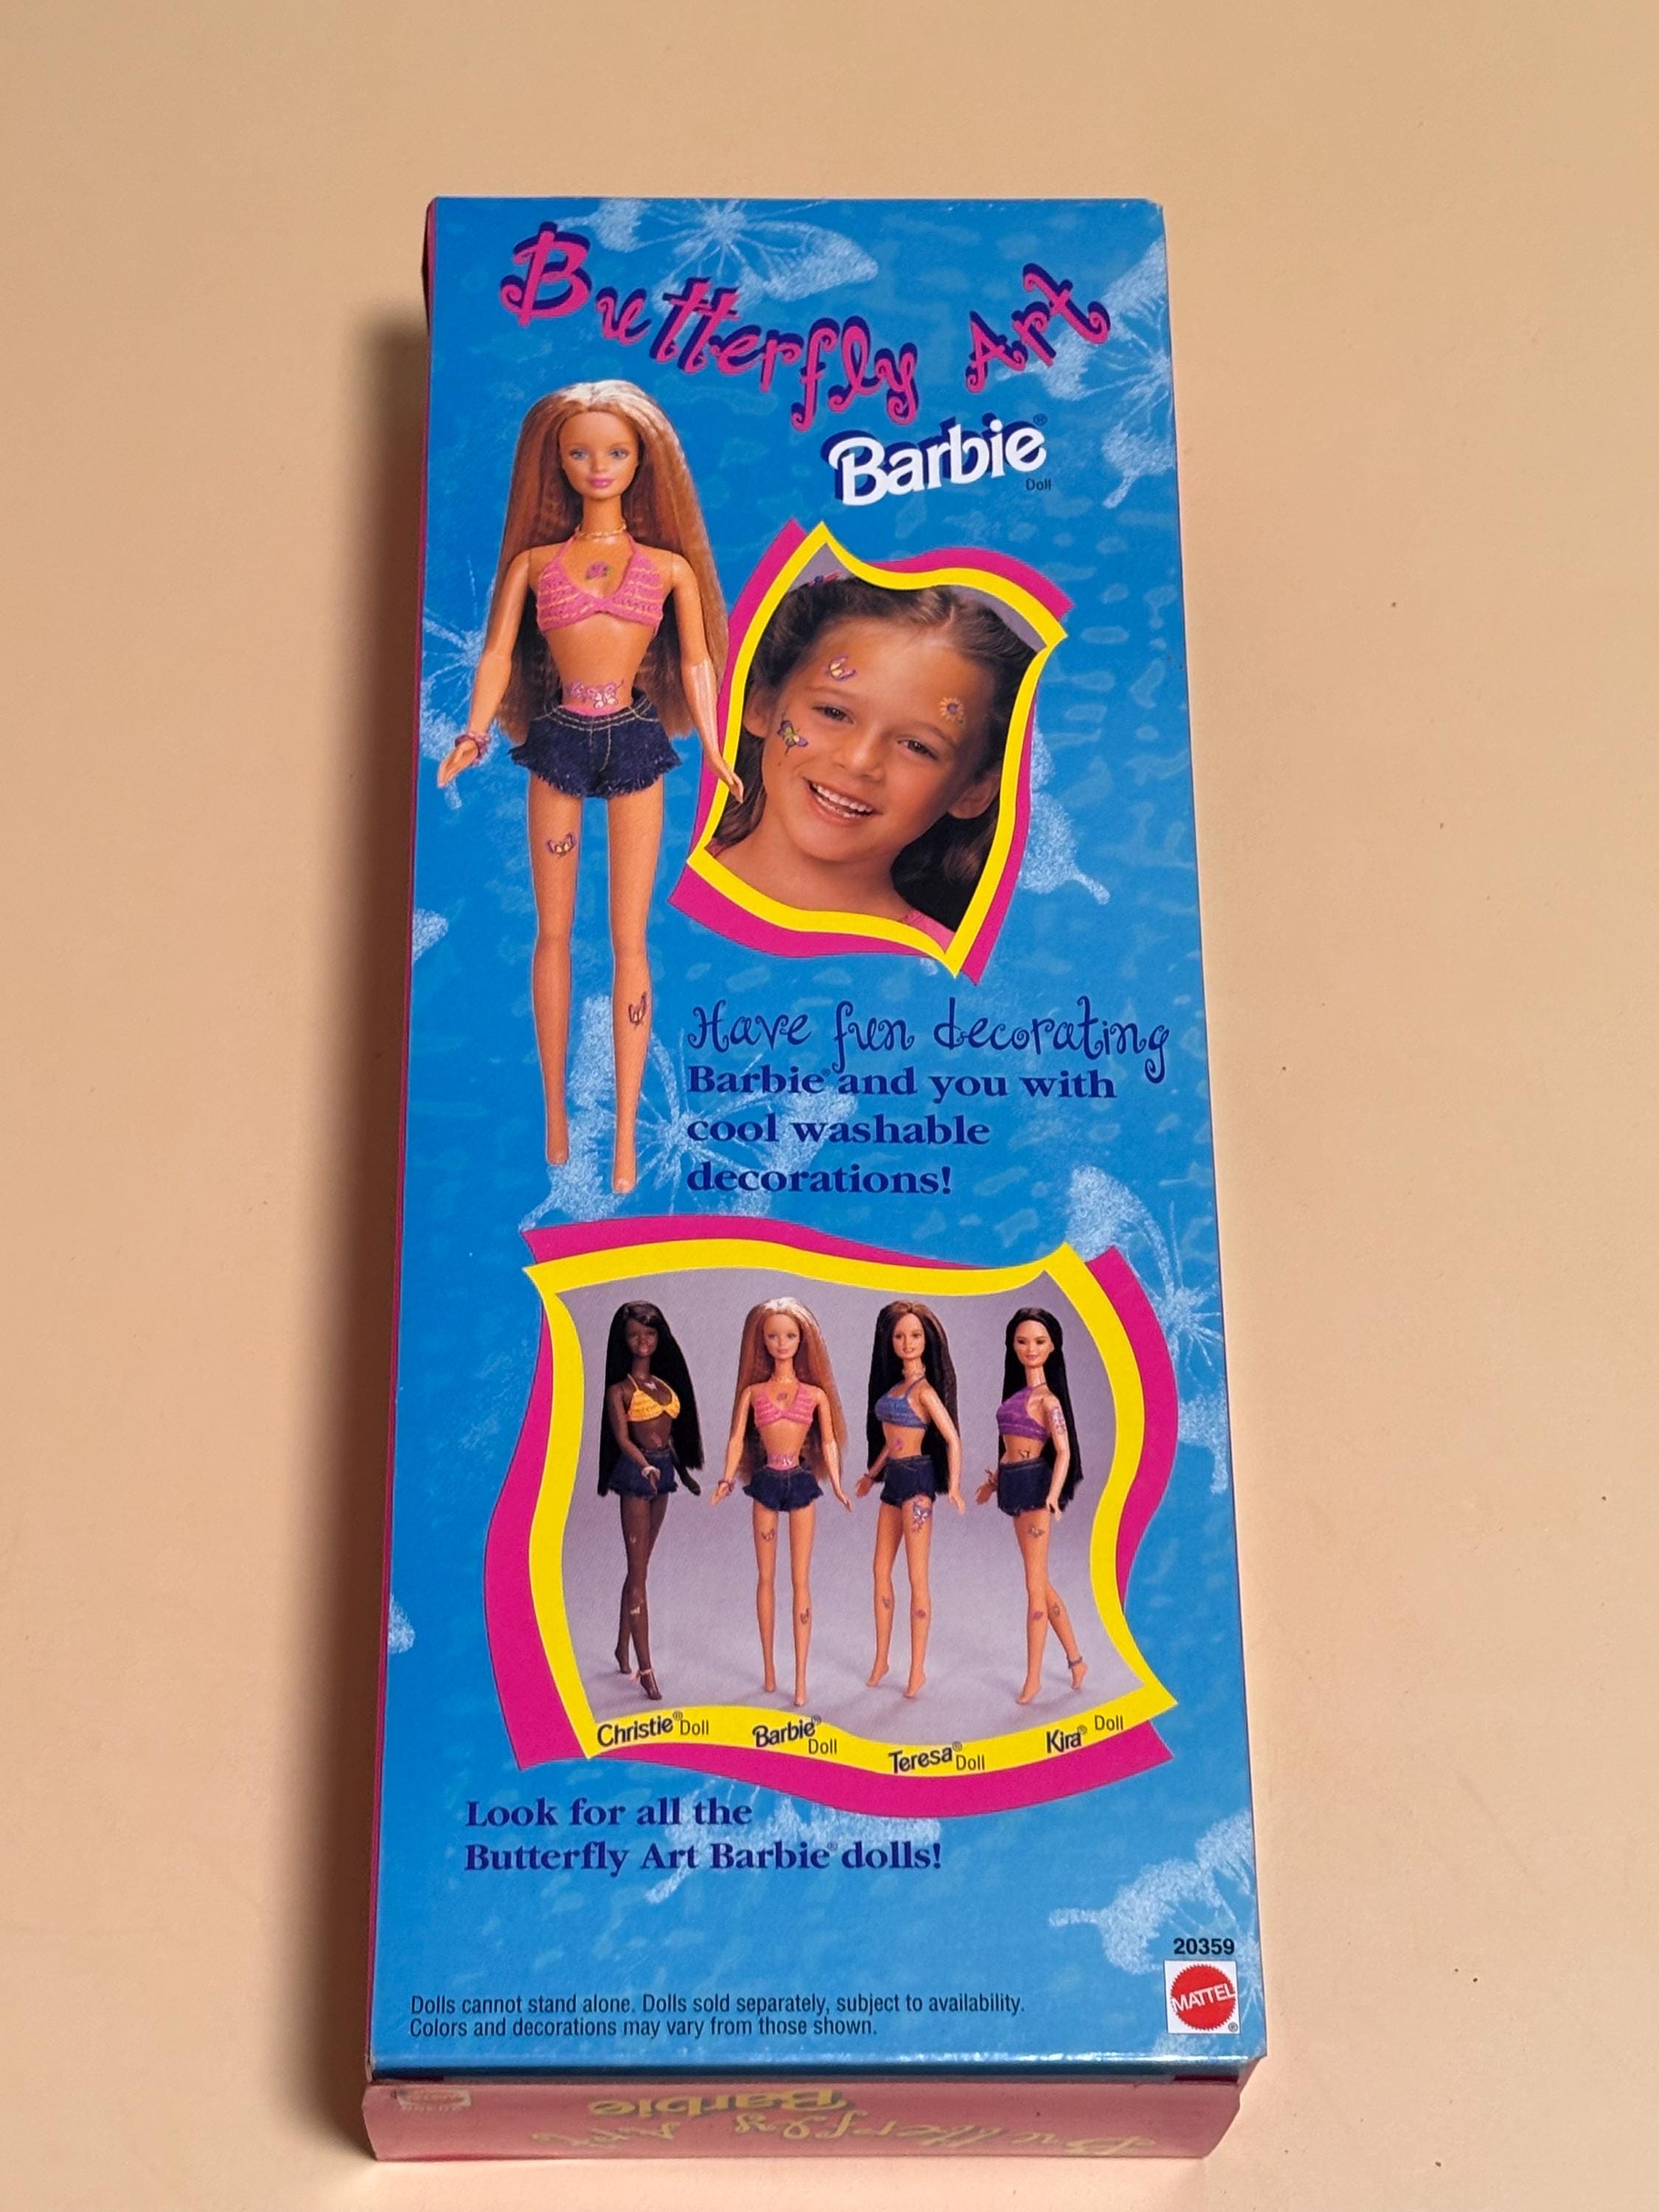 Butterfly Art
Barbie®
Doll
Have fun decorating
Barbie® and you with
cool washable
decorations!
Christie® Doll
Barbie® Doll
Teresa® Doll
Kira® Doll
Look for all the
Butterfly Art Barbie® dolls!
20359
MATTEL
®
Dolls cannot stand alone. Dolls sold separately, subject to availability.
Colors and decorations may vary from those shown.
Butterfly Art
Barbie